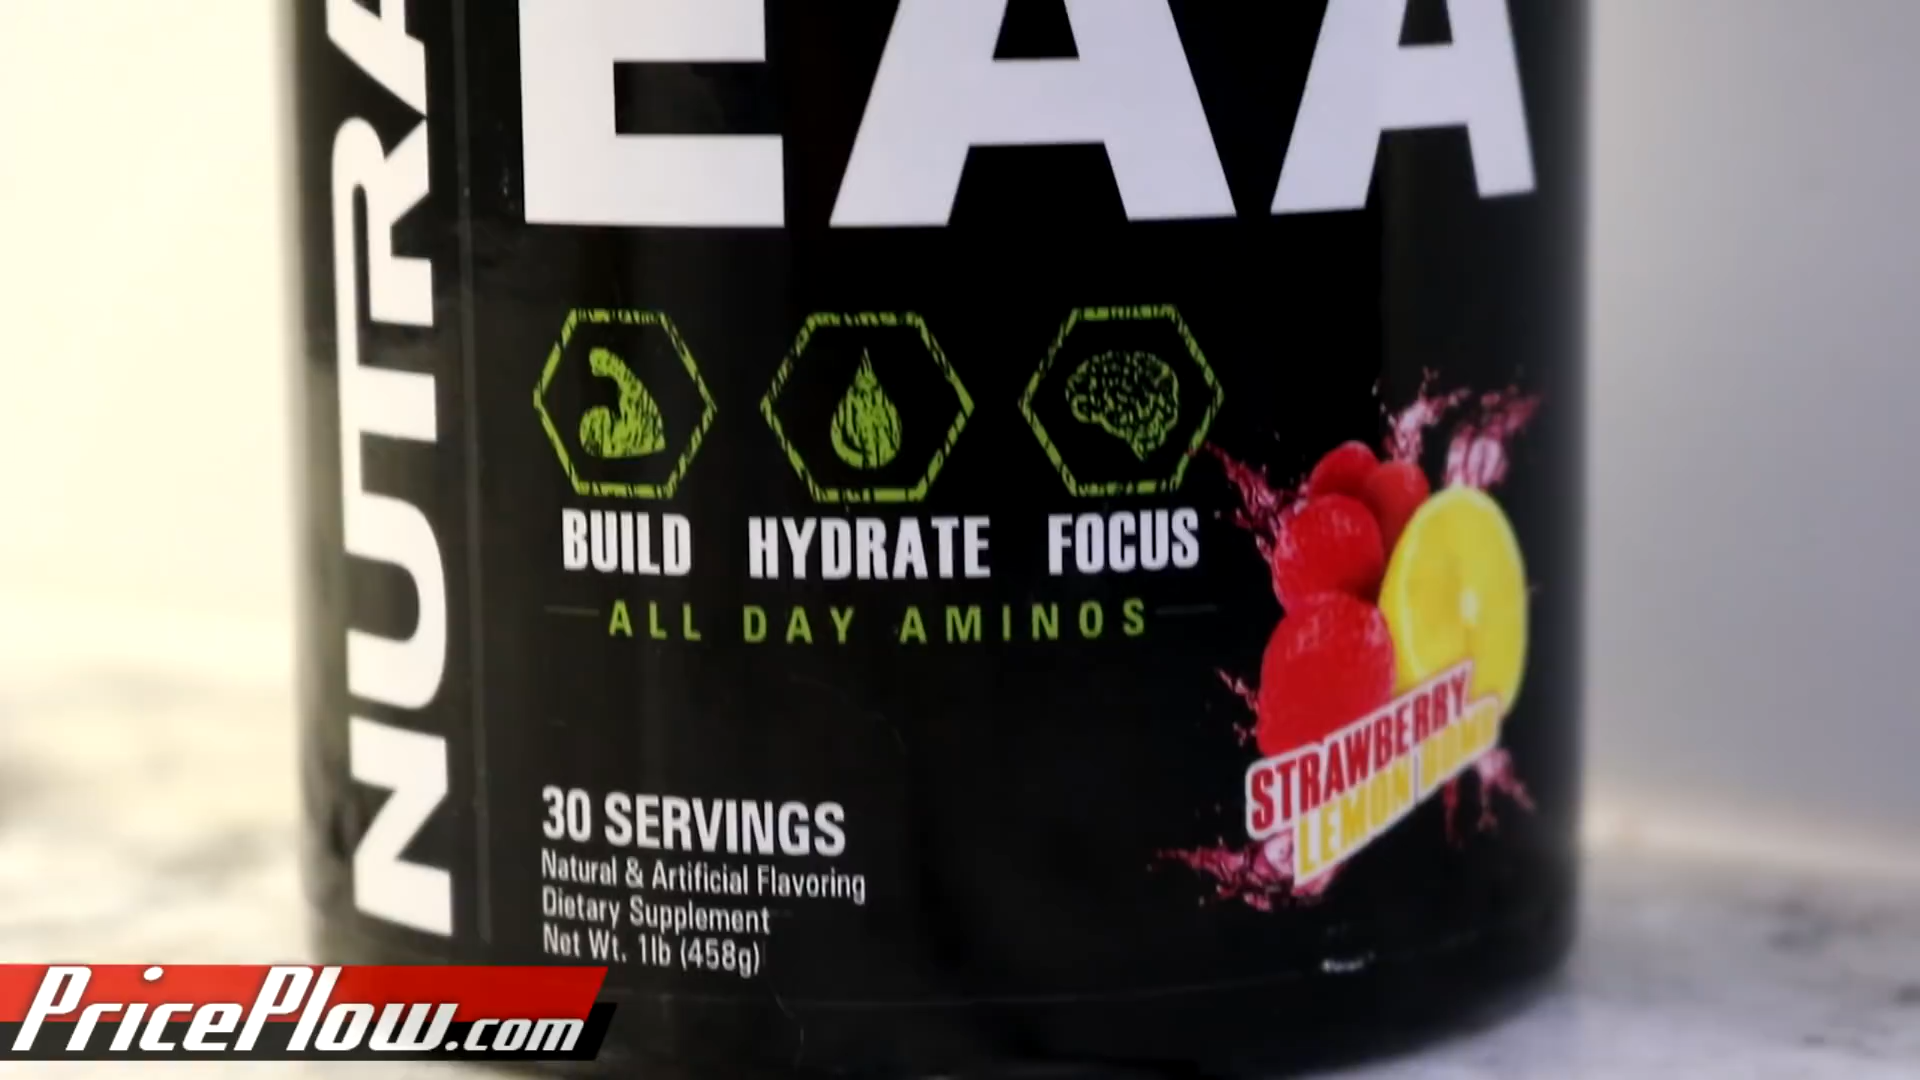 NUTRA
EAA
BUILD HYDRATE FOCUS
ALL DAY AMINOS
STRAWBERRY
LEMON BOMB
30 SERVINGS
Natural & Artificial Flavoring
Dietary Supplement
Net Wt. 1lb (458g)
PricePlow.com